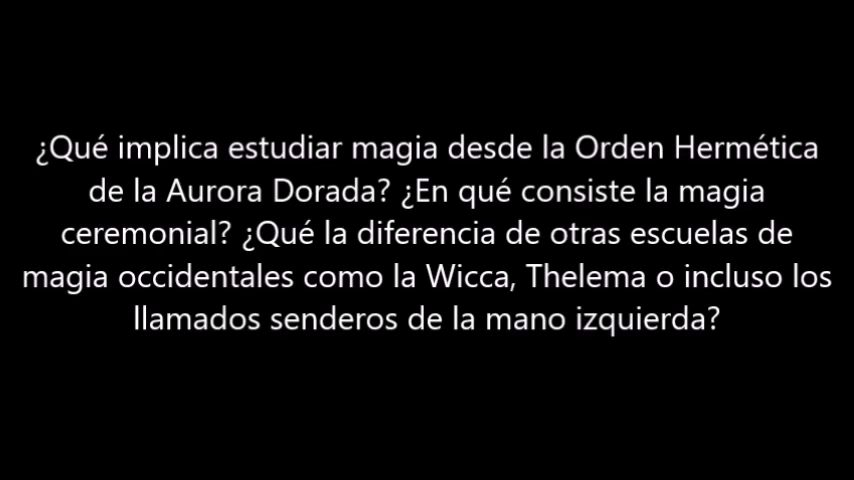 ¿Qué implica estudiar magia desde la Orden Hermética
de la Aurora Dorada? ¿En qué consiste la magia
ceremonial? ¿Qué la diferencia de otras escuelas de
magia occidentales como la Wicca, Thelema o incluso los
llamados senderos de la mano izquierda?